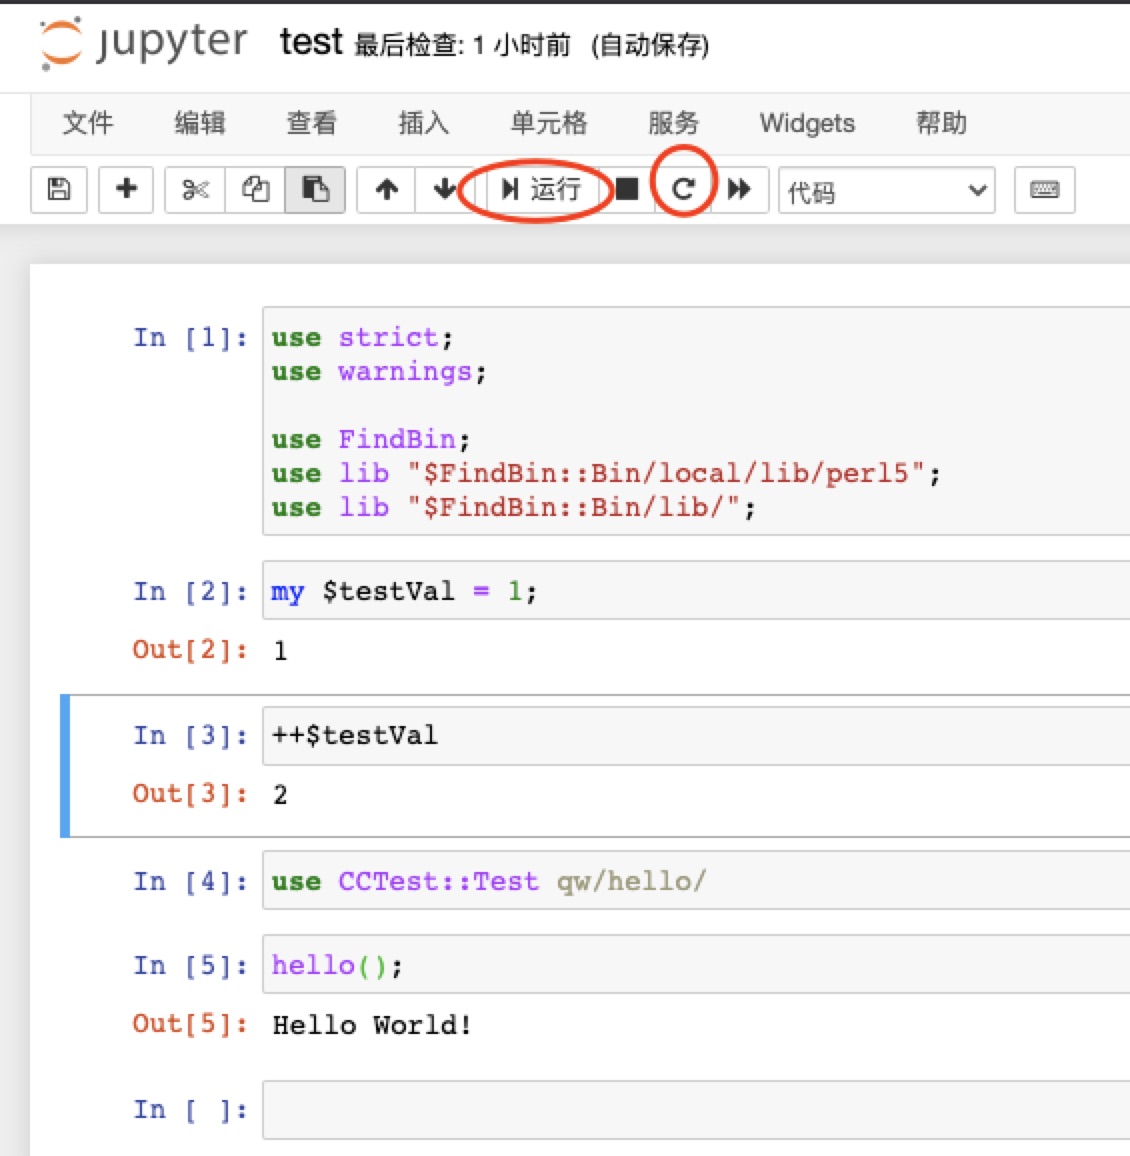 jupyter test 最后检查: 1 小时前 (自动保存)
文件 编辑 查看 插入 单元格 服务 Widgets 帮助
运行 代码
In [1]: use strict;
use warnings;
use FindBin;
use lib "$FindBin::Bin/local/lib/perl5";
use lib "$FindBin::Bin/lib/";
In [2]: my $testVal = 1;
Out[2]: 1
In [3]: ++$testVal
Out[3]: 2
In [4]: use CCTest::Test qw/hello/
In [5]: hello();
Out[5]: Hello World!
In [ ]: